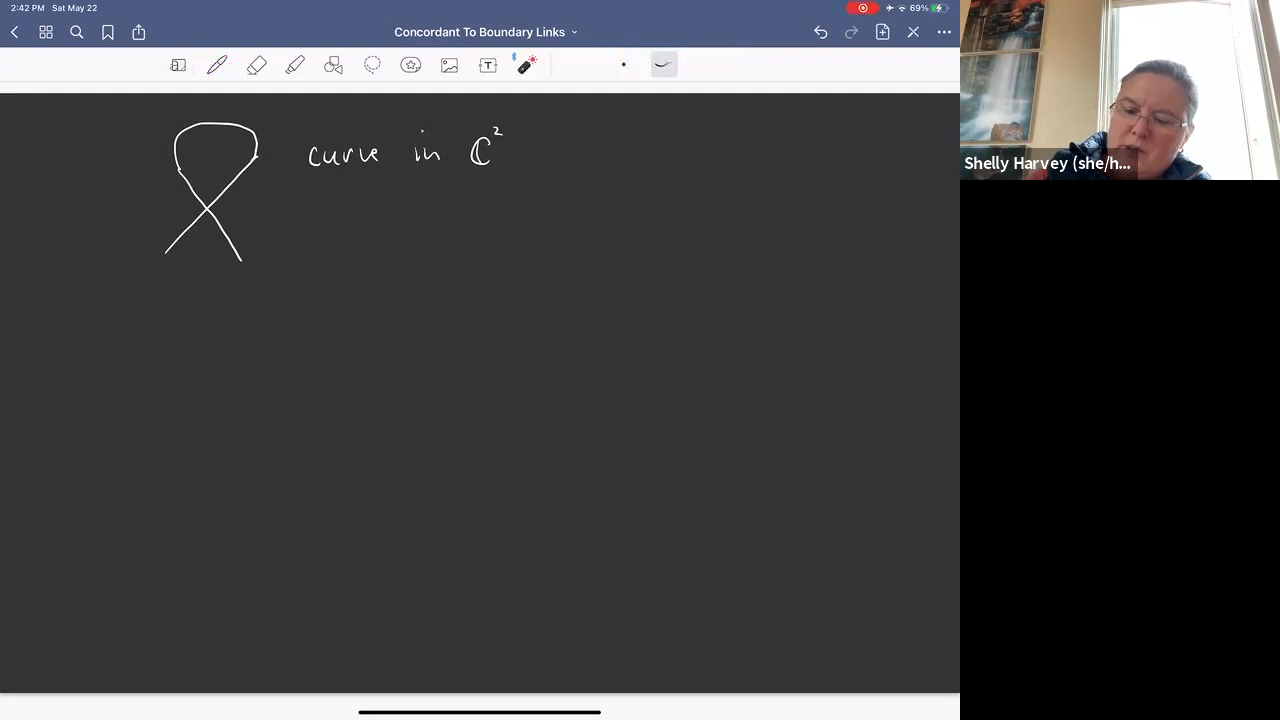 2:42 PM Sat May 22
69%
Concordant To Boundary Links
T
curve in ℂ²
Shelly Harvey (she/h...